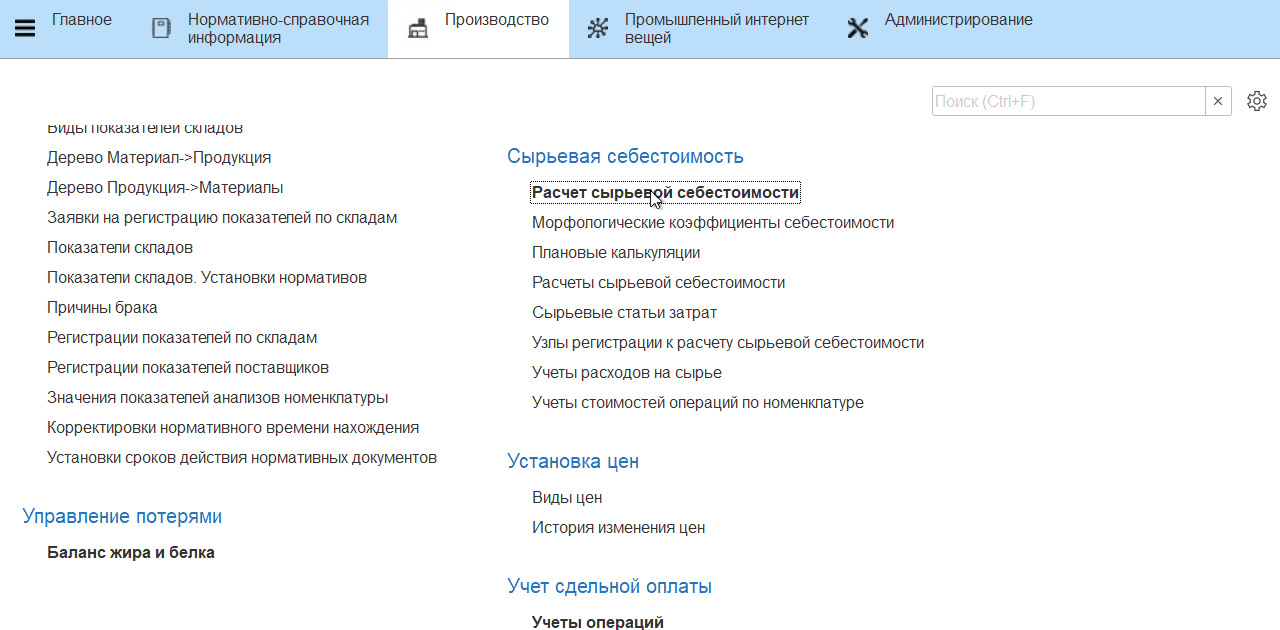 Главное
Нормативно-справочная
информация
Производство
Промышленный интернет
вещей
Администрирование
Поиск (Ctrl+F)
Виды показателей складов
Дерево Материал->Продукция
Дерево Продукция->Материалы
Заявки на регистрацию показателей по складам
Показатели складов
Показатели складов. Установки нормативов
Причины брака
Регистрации показателей по складам
Регистрации показателей поставщиков
Значения показателей анализов номенклатуры
Корректировки нормативного времени нахождения
Установки сроков действия нормативных документов
Управление потерями
Баланс жира и белка
Сырьевая себестоимость
Расчет сырьевой себестоимости
Морфологические коэффициенты себестоимости
Плановые калькуляции
Расчеты сырьевой себестоимости
Сырьевые статьи затрат
Узлы регистрации к расчету сырьевой себестоимости
Учеты расходов на сырье
Учеты стоимостей операций по номенклатуре
Установка цен
Виды цен
История изменения цен
Учет сдельной оплаты
Учеты операций